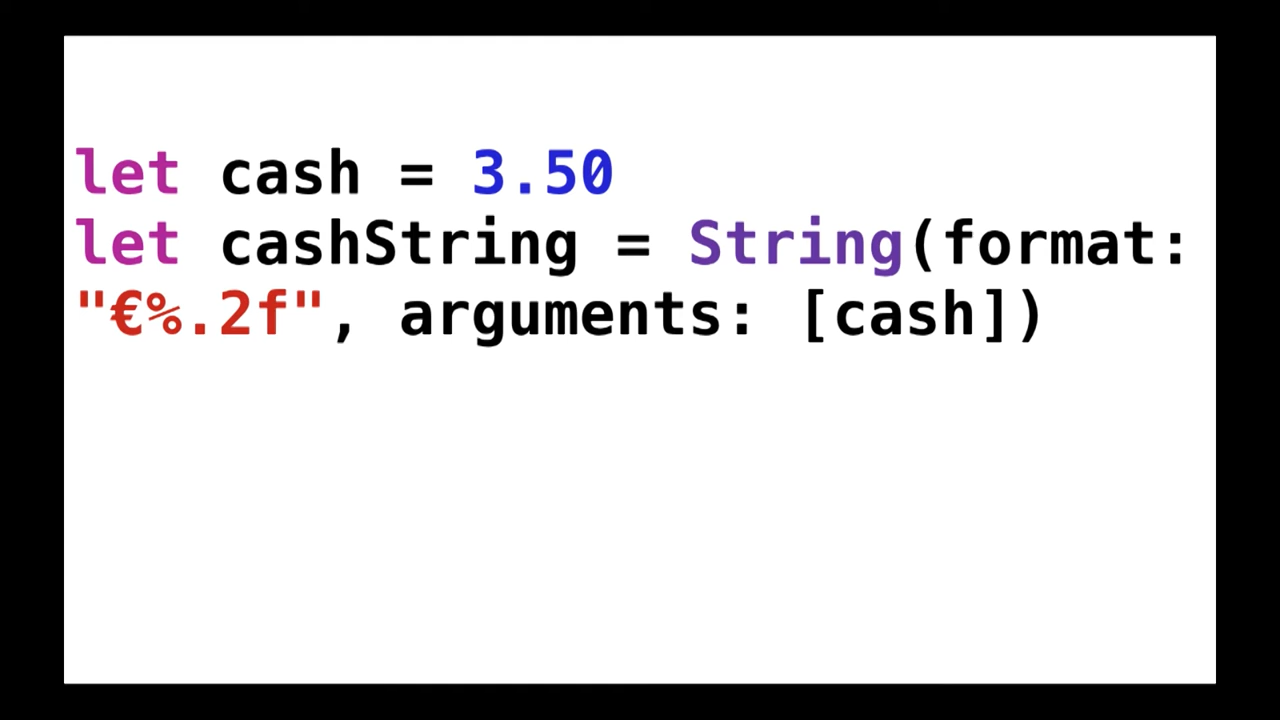 let cash = 3.50
let cashString = String(format:
"€%.2f", arguments: [cash])